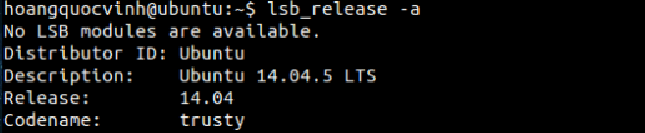 hoangquocvinh@ubuntu:~$ lsb_release -a
No LSB modules are available.
Distributor ID: Ubuntu
Description:    Ubuntu 14.04.5 LTS
Release:        14.04
Codename:       trusty